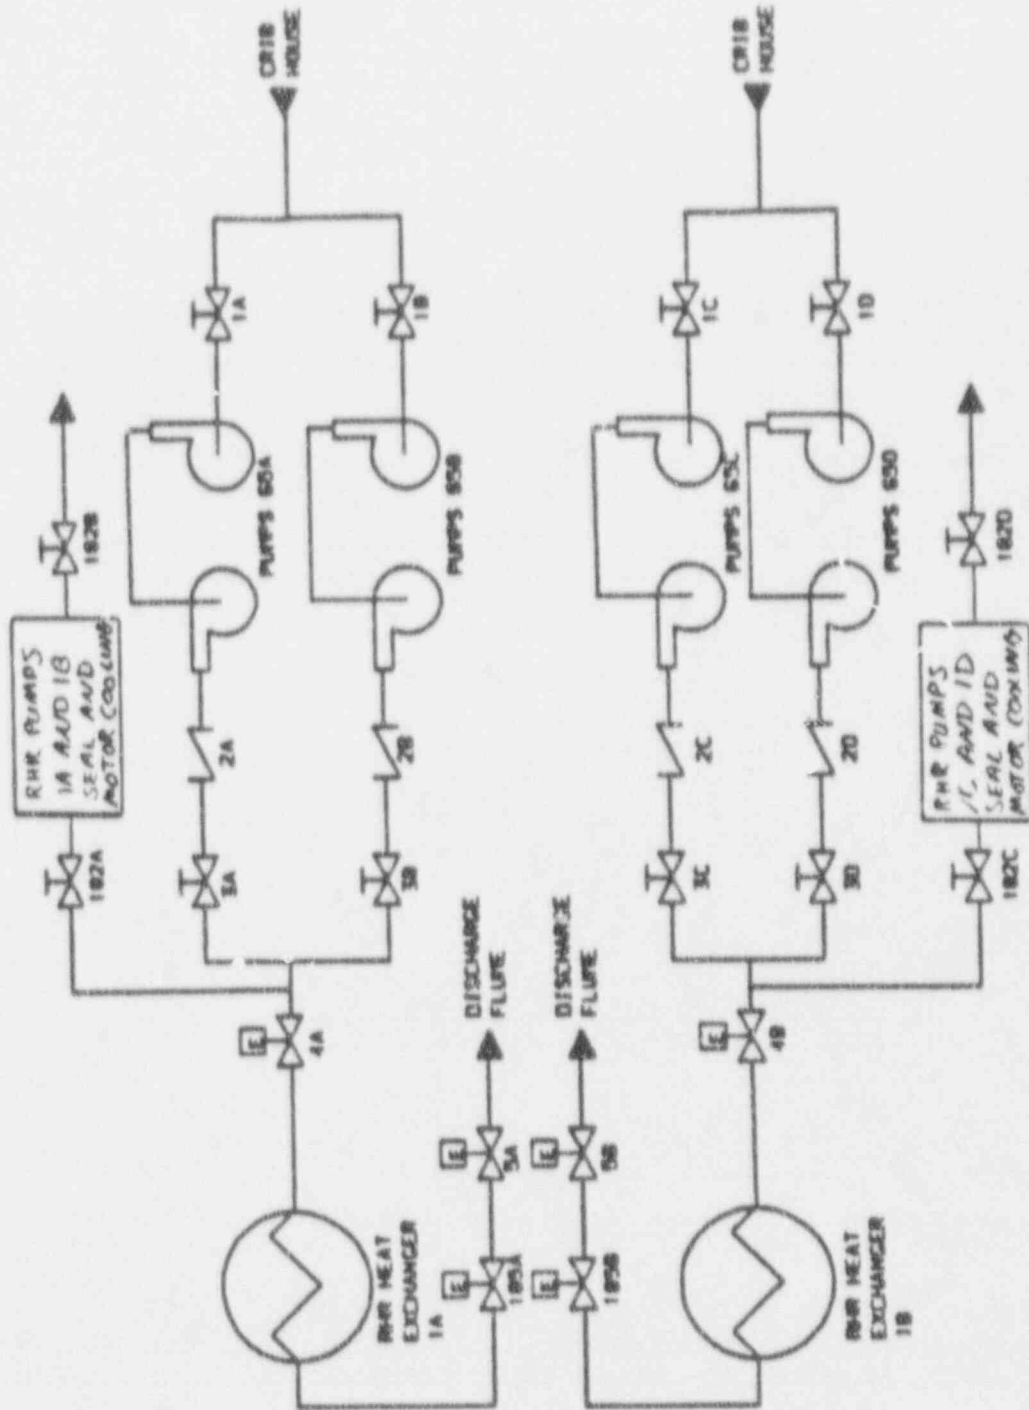 CRIB
HOUSE
CRIB
HOUSE
1A
1B
1C
1D
182B
PUMPS 65A
PUMPS 65B
PUMPS 65C
PUMPS 65D
182D
RHR PUMPS
1A AND 1B
SEAL AND
MOTOR COOLING
2A
2B
2C
2D
RHR PUMPS
1C AND 1D
SEAL AND
MOTOR COOLING
182A
3A
3B
3C
3D
182C
DISCHARGE
FLUME
DISCHARGE
FLUME
E
4A
E
4B
E
5A
E
5B
E
185A
E
185B
RHR HEAT
EXCHANGER
1A
RHR HEAT
EXCHANGER
1B